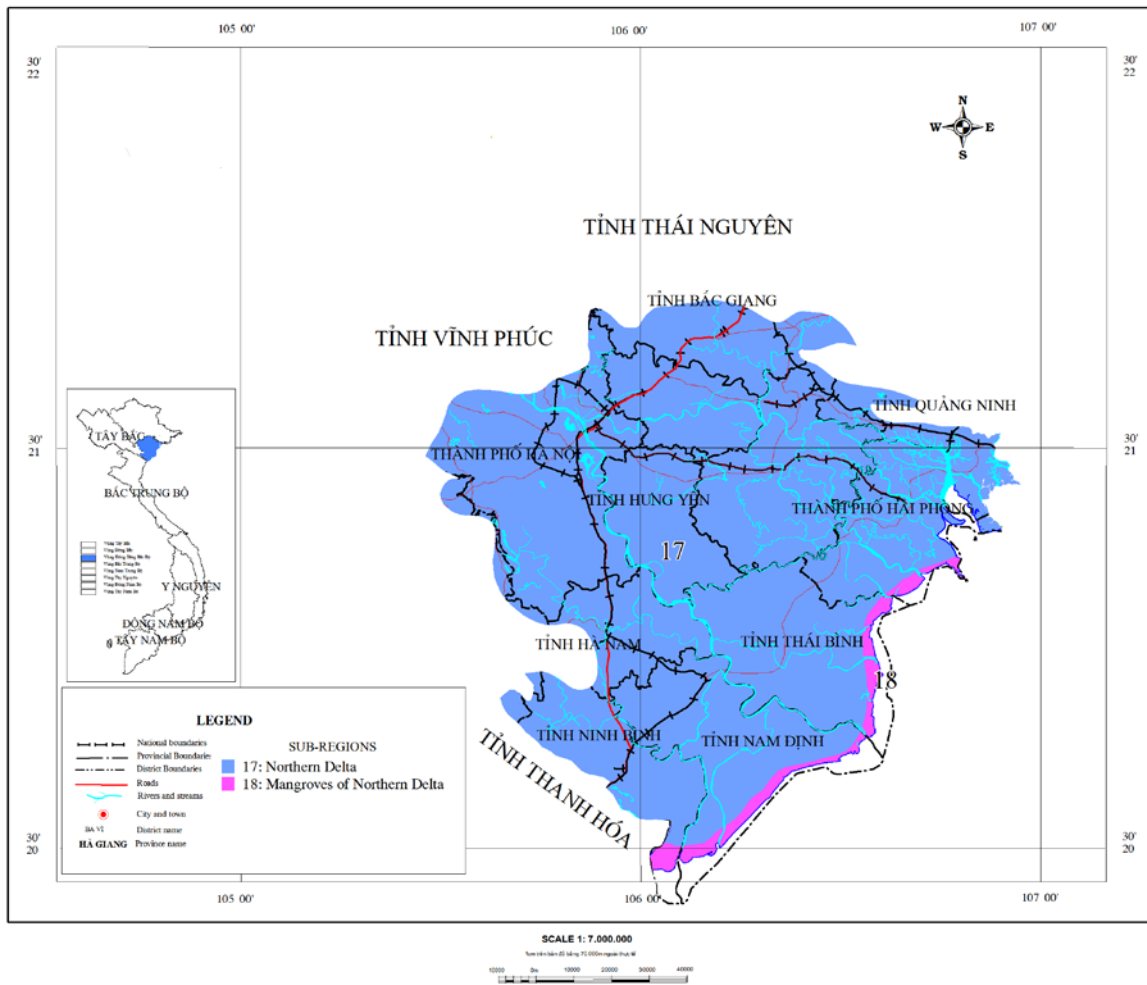 105 00'
106 00'
107 00'
30'
22
30'
22
N
W E
S
TỈNH THÁI NGUYÊN
TỈNH BẮC GIANG
TỈNH VĨNH PHÚC
TỈNH QUẢNG NINH
30'
21
30'
21
THÀNH PHỐ HÀ NỘI
TỈNH HƯNG YÊN
THÀNH PHỐ HẢI PHÒNG
17
TỈNH HÀ NAM
TỈNH THÁI BÌNH
18
TỈNH NINH BÌNH
TỈNH NAM ĐỊNH
TỈNH THANH HÓA
TÂY BẮC
BẮC TRUNG BỘ
Y NGUYÊN
ĐÔNG NAM BỘ
TÂY NAM BỘ
LEGEND
National boundaries
Provincial Boundaries
District Boundaries
Roads
Rivers and streams
City and town
BA VÌ District name
HÀ GIANG Province name
SUB-REGIONS
17: Northern Delta
18: Mangroves of Northern Delta
30'
20
30'
20
105 00'
106 00'
107 00'
SCALE 1: 7.000.000
10000 0m 10000 20000 30000 40000